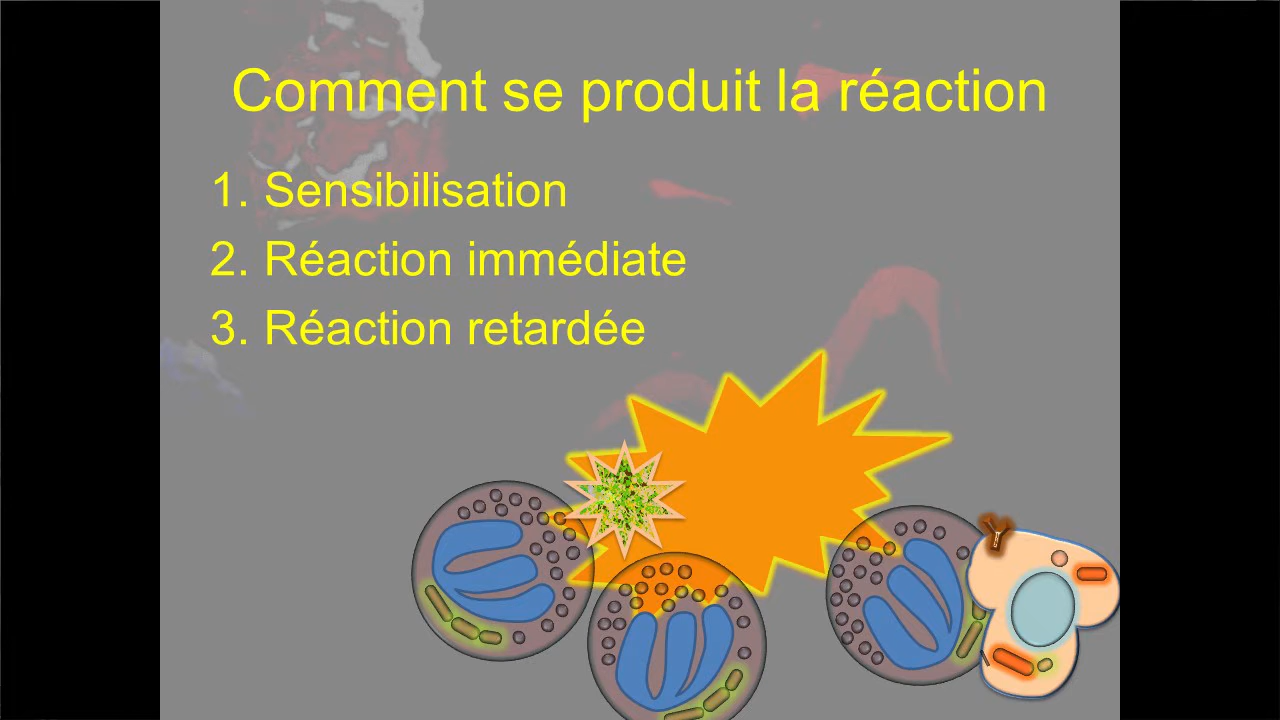 Comment se produit la réaction
1. Sensibilisation
2. Réaction immédiate
3. Réaction retardée